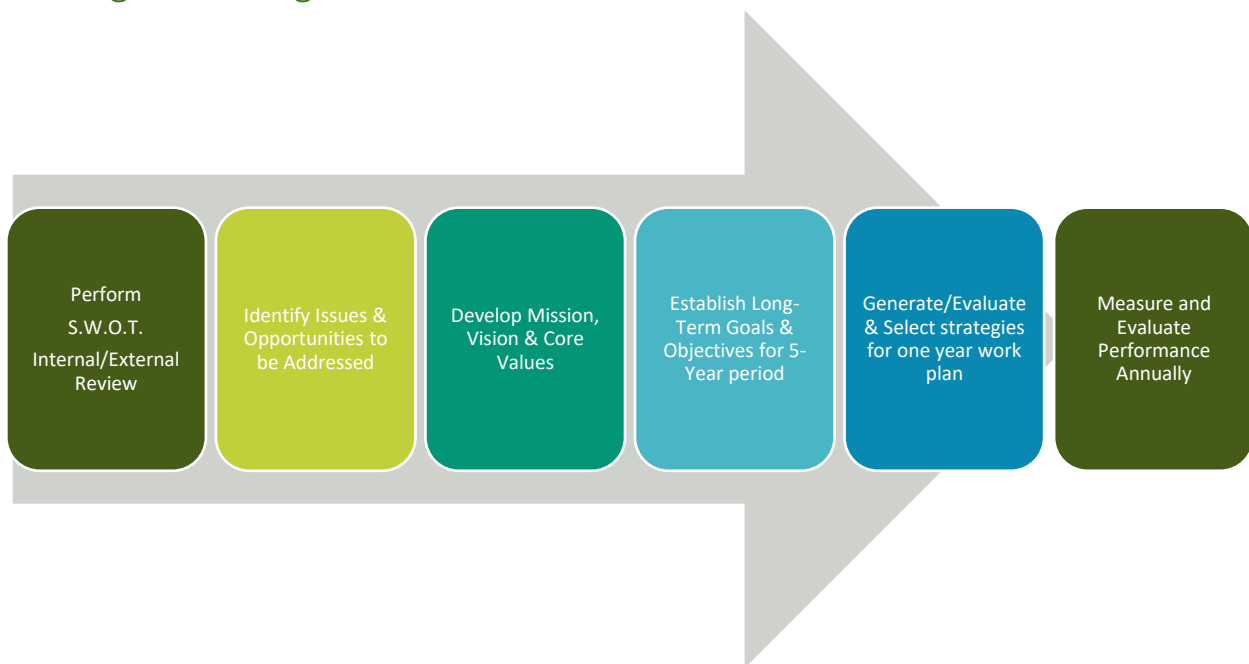 Perform
S.W.O.T.
Internal/External
Review
Identify Issues &
Opportunities to
be Addressed
Develop Mission,
Vision & Core
Values
Establish Long-
Term Goals &
Objectives for 5-
Year period
Generate/Evaluate
& Select strategies
for one year work
plan
Measure and
Evaluate
Performance
Annually